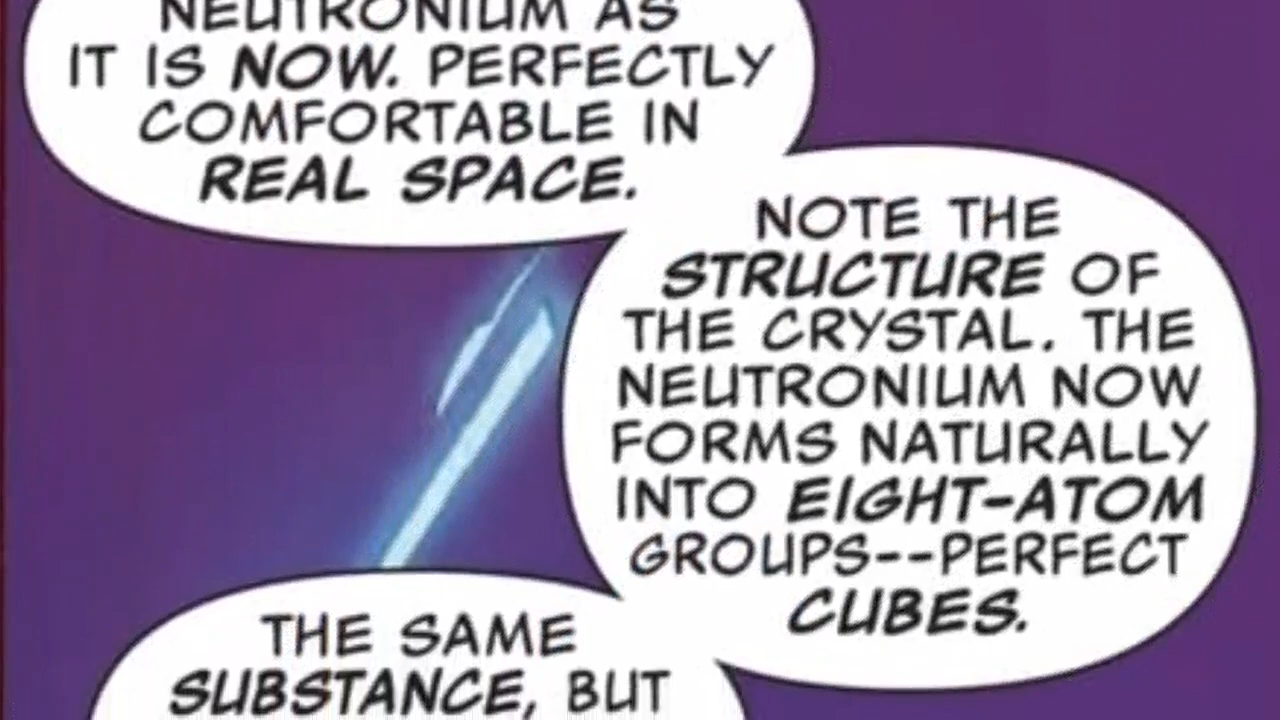 NEUTRONIUM AS
IT IS NOW. PERFECTLY
COMFORTABLE IN
REAL SPACE.
NOTE THE
STRUCTURE OF
THE CRYSTAL. THE
NEUTRONIUM NOW
FORMS NATURALLY
INTO EIGHT-ATOM
GROUPS--PERFECT
CUBES.
THE SAME
SUBSTANCE, BUT